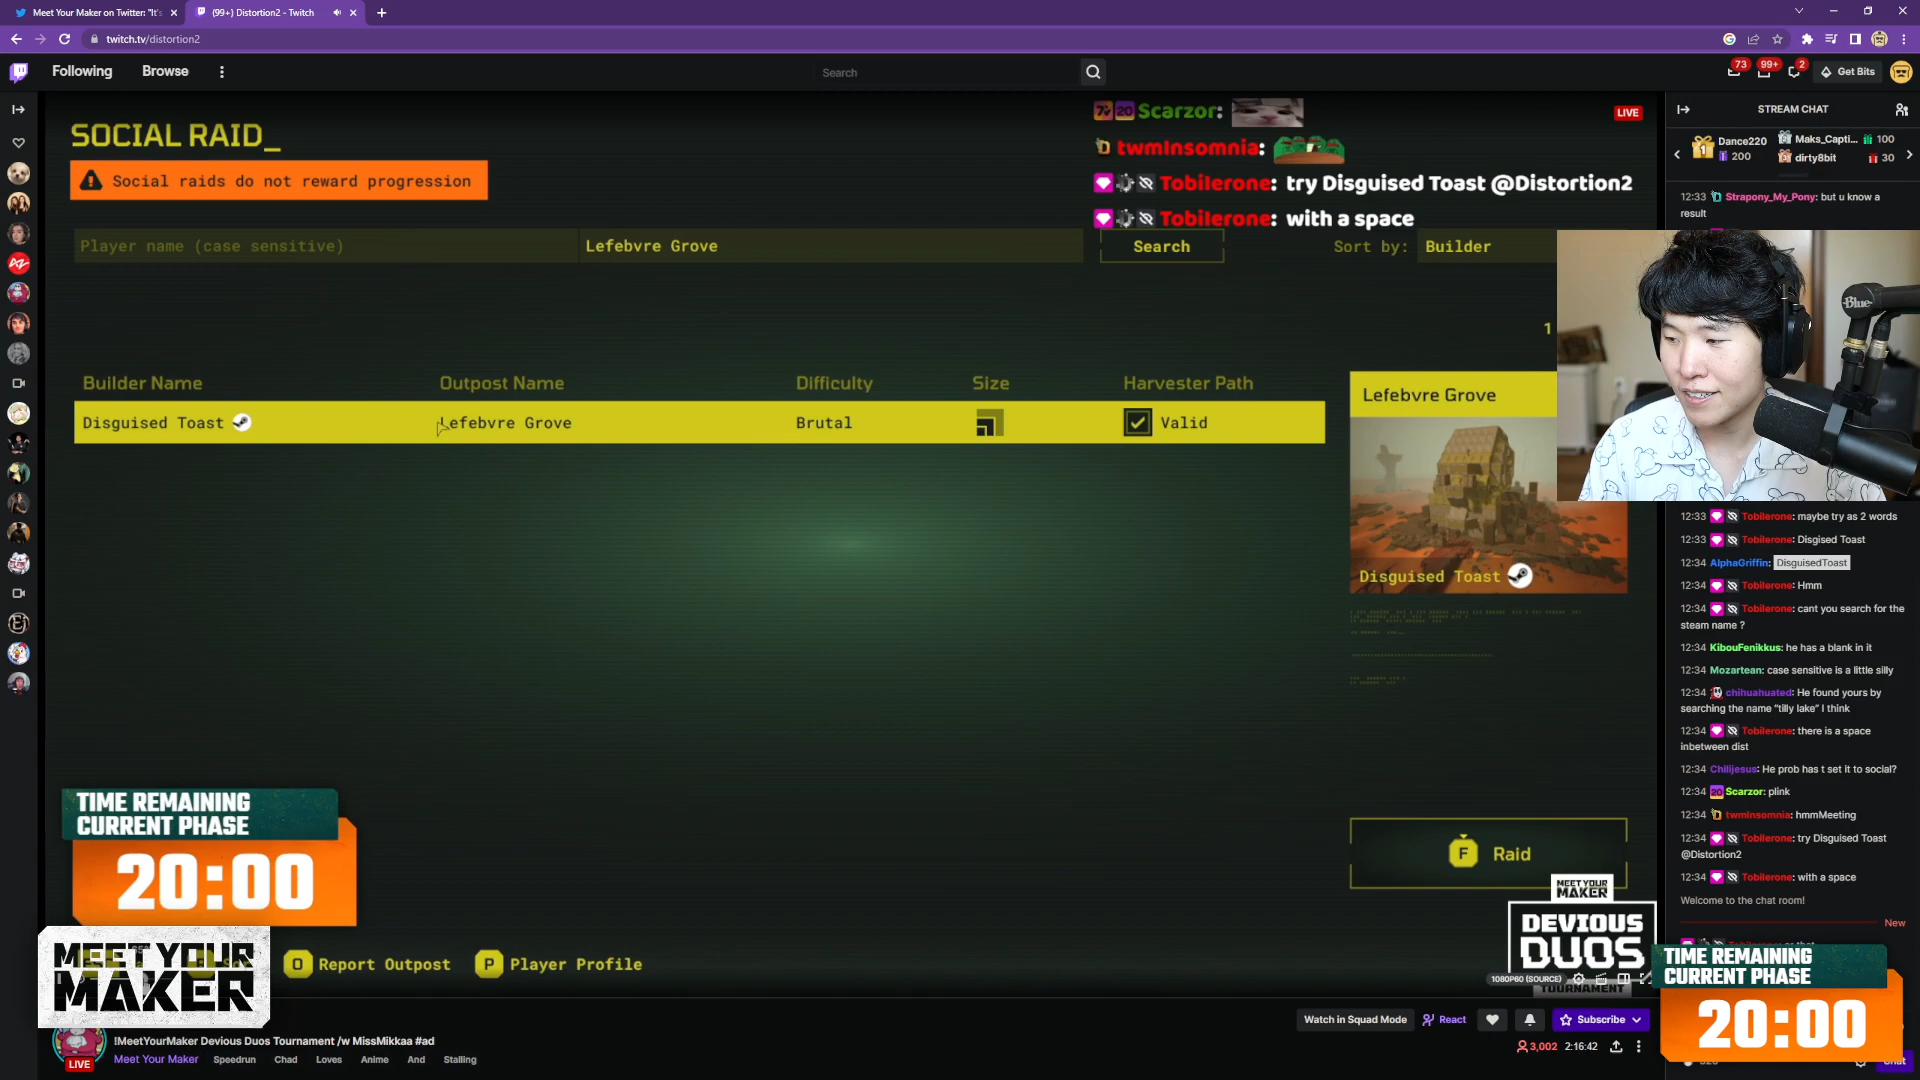 Meet Your Maker on Twitter: "It's
(99+) Distortion2 - Twitch
twitch.tv/distortion2
Following
Browse
Search
73
99+
2
Get Bits
SOCIAL RAID_
Social raids do not reward progression
Scarzor:
twmInsomnia:
Tobilerone: try Disguised Toast @Distortion2
Tobilerone: with a space
LIVE
Player name (case sensitive)
Lefebvre Grove
Search
Sort by:
Builder
1
Builder Name
Outpost Name
Difficulty
Size
Harvester Path
Disguised Toast
Lefebvre Grove
Brutal
Valid
Lefebvre Grove
Disguised Toast
F Raid
Blue
TIME REMAINING
CURRENT PHASE
20:00
MEET YOUR
MAKER
O Report Outpost
P Player Profile
MEET YOUR
MAKER
DEVIOUS
DUOS
TOURNAMENT
1080P60 (SOURCE)
LIVE
!MeetYourMaker Devious Duos Tournament /w MissMikkaa #ad
Meet Your Maker
Speedrun
Chad
Loves
Anime
And
Stalling
Watch in Squad Mode
React
Subscribe
3,002
2:16:42
STREAM CHAT
1
Dance220
200
Maks_Capti...
100
dirty8bit
30
12:33 Strapony_My_Pony: but u know a
result
12:33 Tobilerone: maybe try as 2 words
12:33 Tobilerone: Disgised Toast
12:34 AlphaGriffin: DisguisedToast
12:34 Tobilerone: Hmm
12:34 Tobilerone: cant you search for the
steam name ?
12:34 KibouFenikkus: he has a blank in it
12:34 Mozartean: case sensitive is a little silly
12:34 chihuahuated: He found yours by
searching the name "tilly lake" I think
12:34 Tobilerone: there is a space
inbetween dist
12:34 Chilijesus: He prob has t set it to social?
12:34 Scarzor: plink
12:34 twmInsomnia: hmmMeeting
12:34 Tobilerone: try Disguised Toast
@Distortion2
12:34 Tobilerone: with a space
Welcome to the chat room!
New
TIME REMAINING
CURRENT PHASE
20:00
Chat